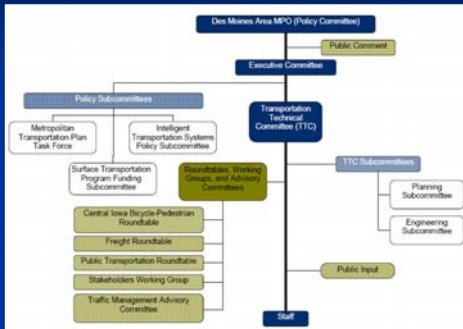 Des Moines Area MPO (Policy Committee)
Public Comment
Executive Committee
Policy Subcommittees
Metropolitan
Transportation Plan
Task Force
Intelligent
Transportation Systems
Policy Subcommittee
Transportation
Technical
Committee (TTC)
Surface Transportation
Program Funding
Subcommittee
Roundtables, Working
Groups, and Advisory
Committees
TTC Subcommittees
Planning
Subcommittee
Engineering
Subcommittee
Central Iowa Bicycle-Pedestrian
Roundtable
Freight Roundtable
Public Transportation Roundtable
Stakeholders Working Group
Traffic Management Advisory
Committee
Public Input
Staff